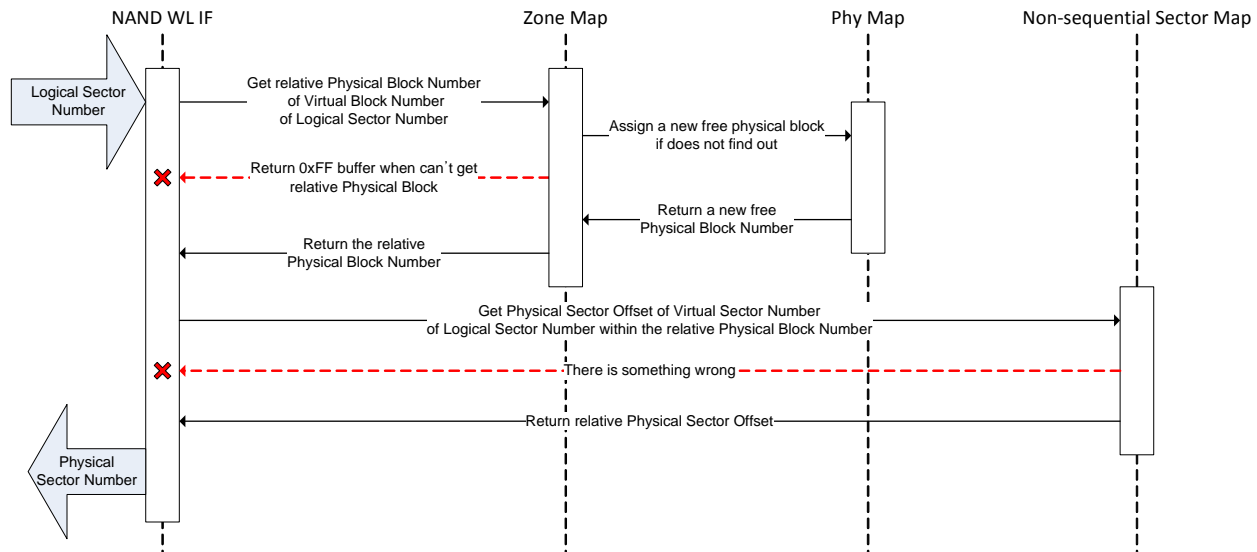 NAND WL IF
Zone Map
Phy Map
Non-sequential Sector Map
Logical Sector
Number
Get relative Physical Block Number
of Virtual Block Number
of Logical Sector Number
Assign a new free physical block
if does not find out
Return 0xFF buffer when can’t get
relative Physical Block
Return a new free
Physical Block Number
Return the relative
Physical Block Number
Get Physical Sector Offset of Virtual Sector Number
of Logical Sector Number within the relative Physical Block Number
There is something wrong
Return relative Physical Sector Offset
Physical
Sector Number